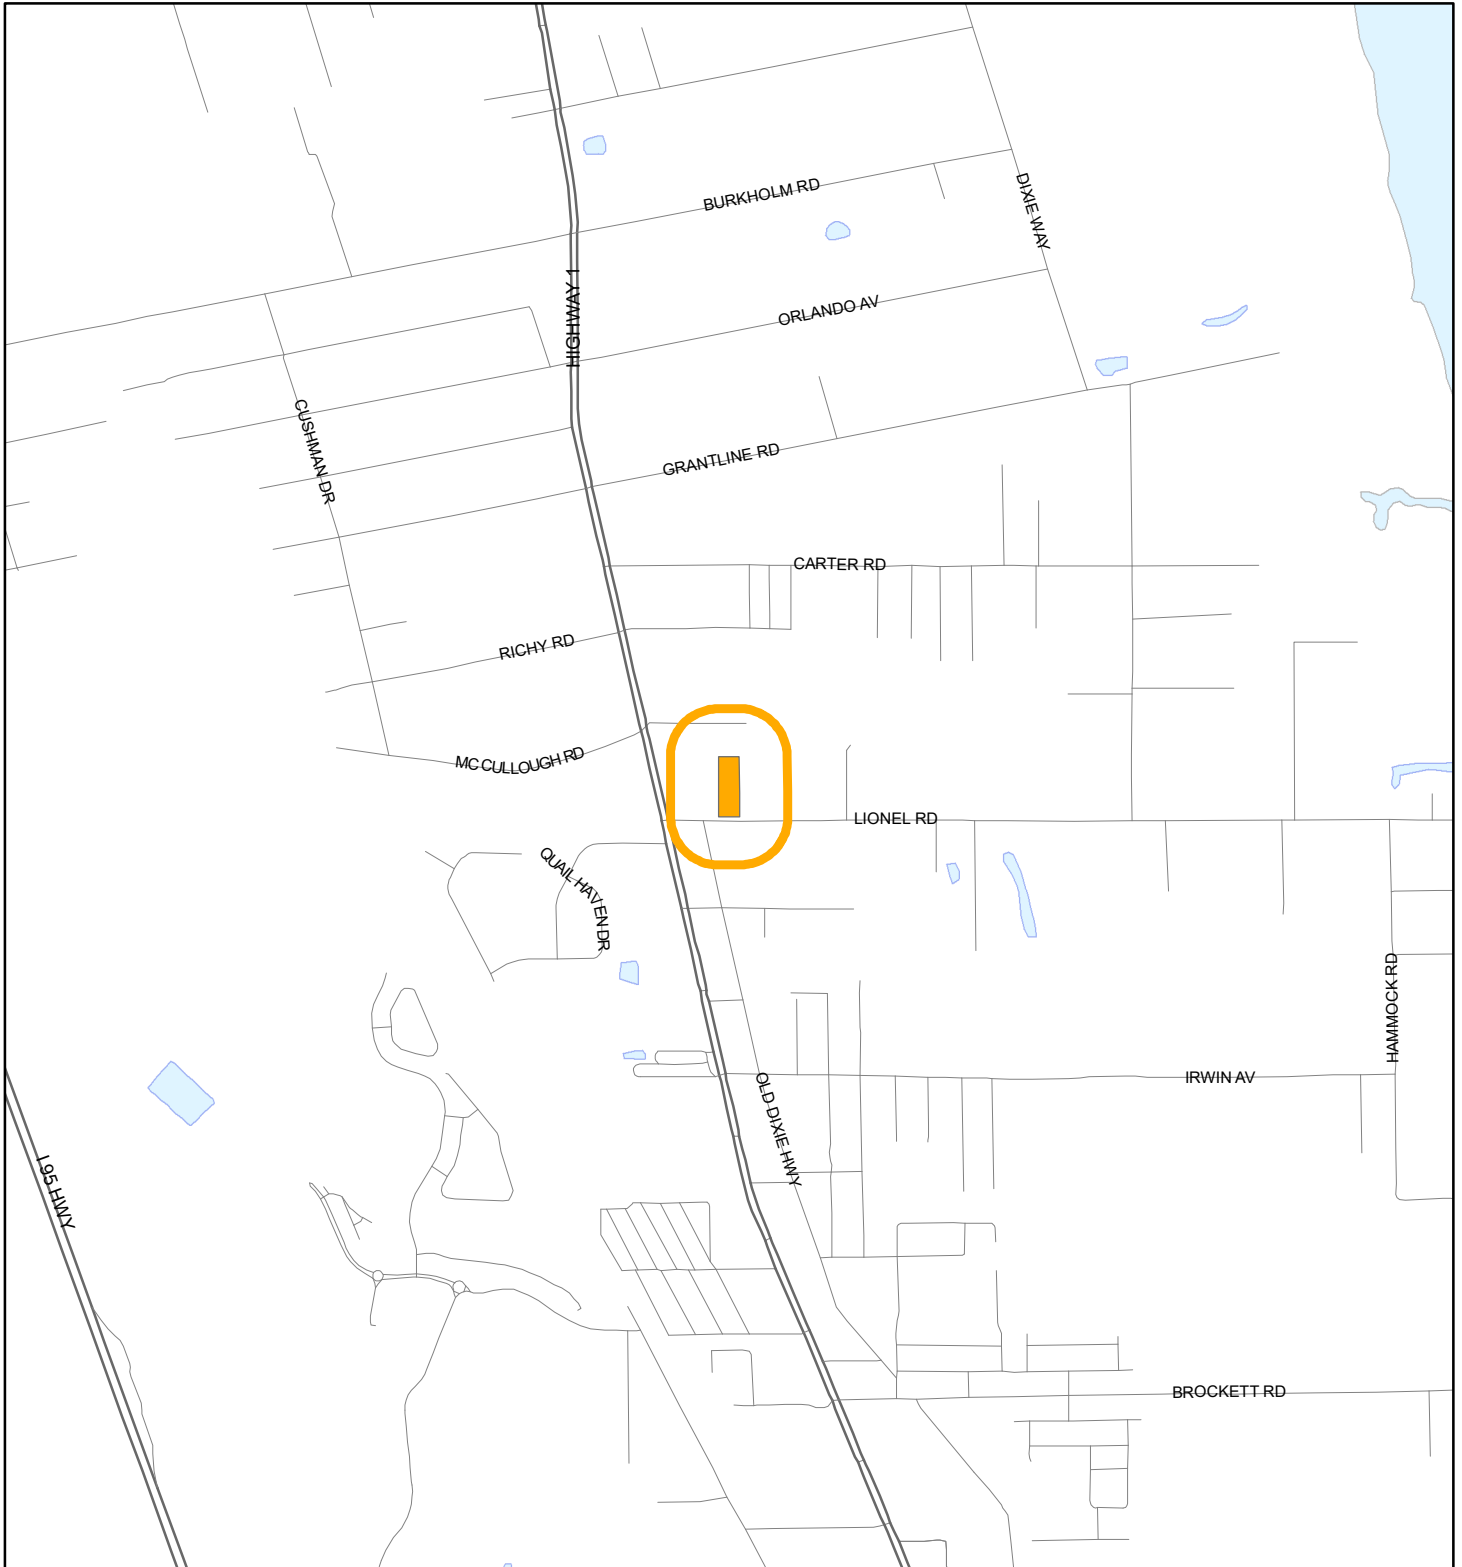 BURKHOLM RD
DIXIE WAY
HIGHWAY 1
ORLANDO AV
CUSHMAN DR
GRANTLINE RD
CARTER RD
RICHY RD
MC CULLOUGH RD
LIONEL RD
QUAIL HAVEN DR
HAMMOCK RD
IRWIN AV
OLD DIXIE HWY
I 95 HWY
BROCKETT RD